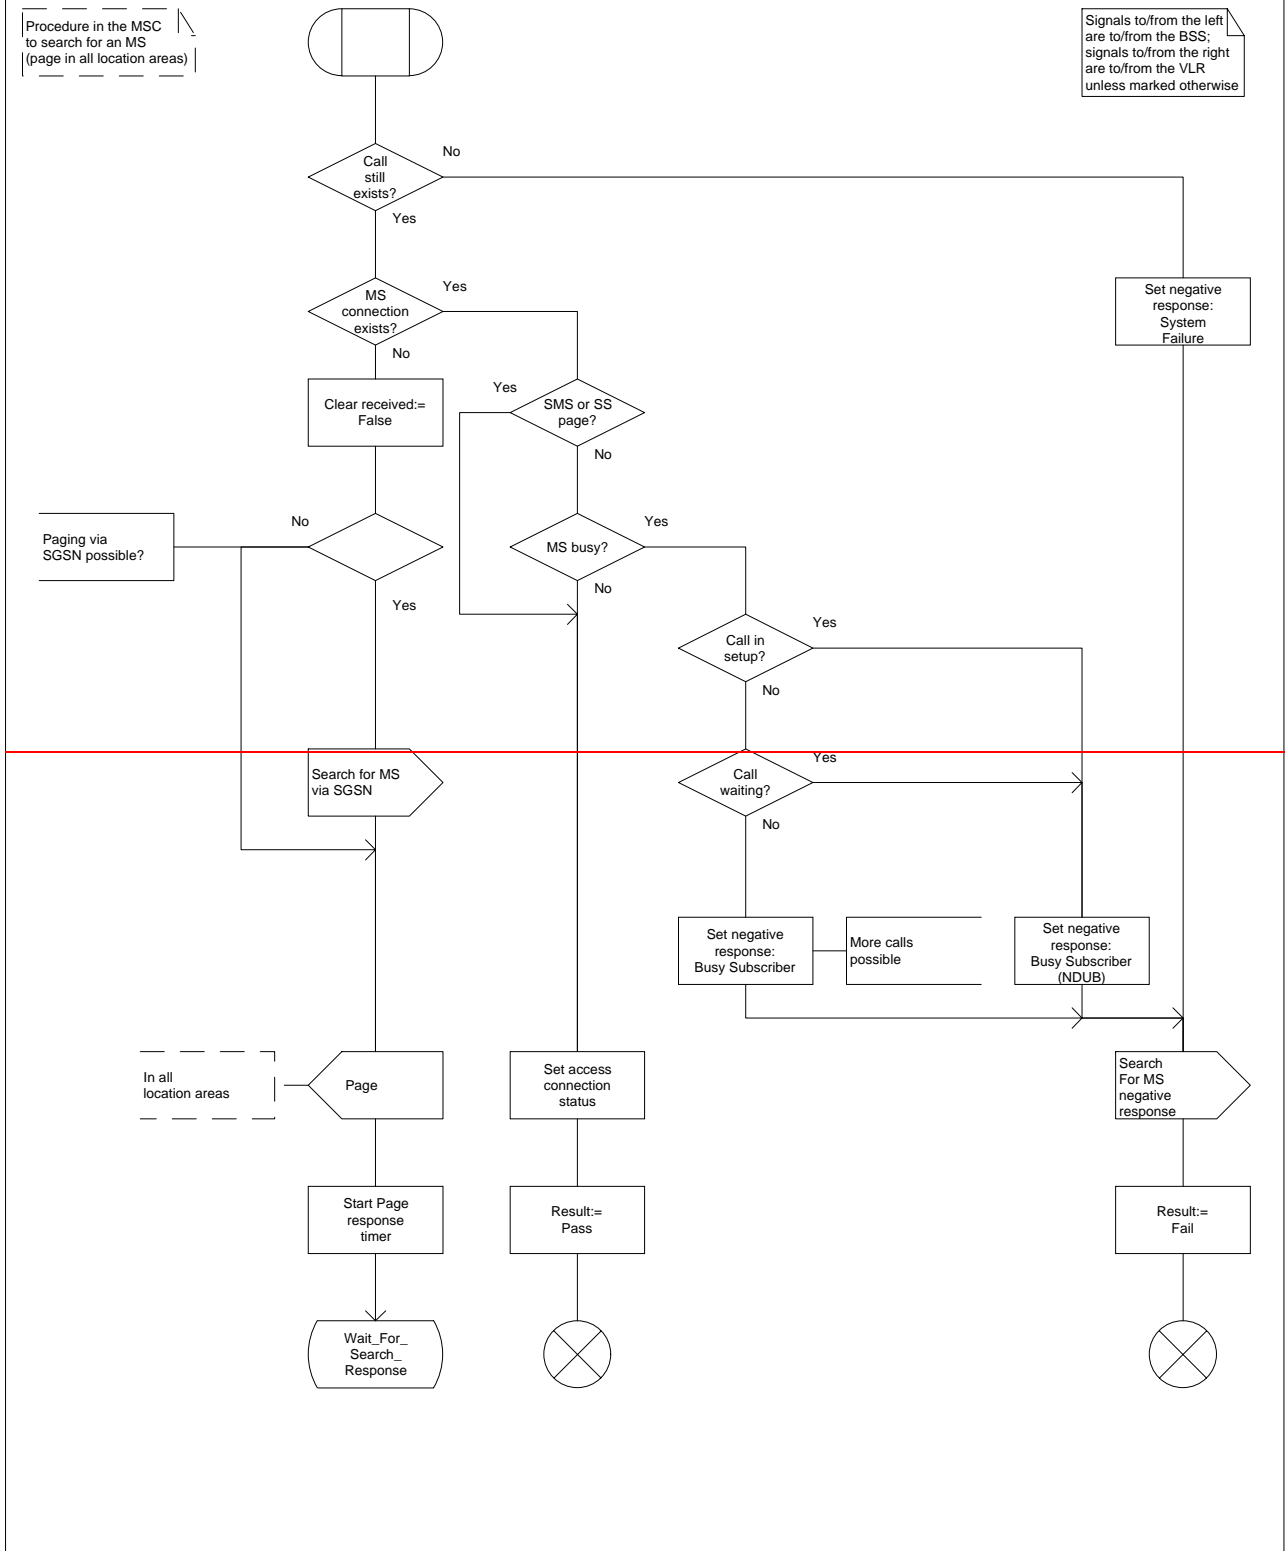 Procedure in the MSC
to search for an MS
(page in all location areas)
Signals to/from the left
are to/from the BSS;
signals to/from the right
are to/from the VLR
unless marked otherwise
Call
still
exists?
No
Yes
MS
connection
exists?
Yes
No
Set negative
response:
System
Failure
Clear received:=
False
SMS or SS
page?
Yes
No
Paging via
SGSN possible?
No
Yes
MS busy?
Yes
No
Call in
setup?
Yes
No
Search for MS
via SGSN
Call
waiting?
Yes
No
Set negative
response:
Busy Subscriber
More calls
possible
Set negative
response:
Busy Subscriber
(NDUB)
In all
location areas
Page
Set access
connection
status
Search
For MS
negative
response
Start Page
response
timer
Result:=
Pass
Result:=
Fail
Wait_For_
Search_
Response